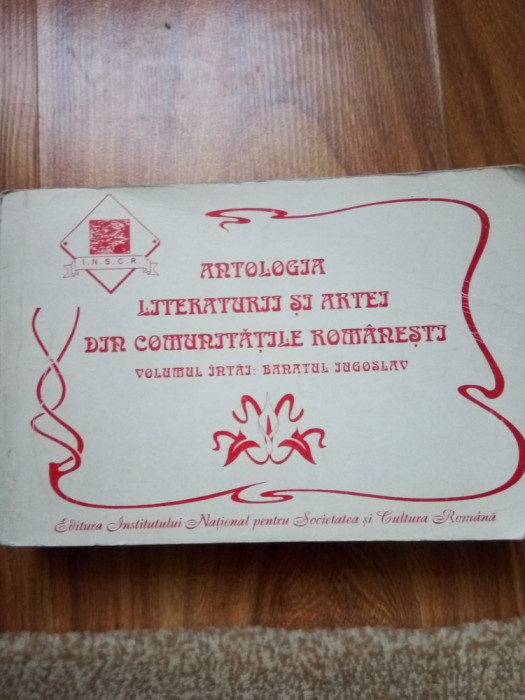 I.N.S.C.R
ANTOLOGIA
LITERATURII ȘI ARTEI
DIN COMUNITĂȚILE ROMÂNEȘTI
VOLUMUL ÎNTÂI: BANATUL IUGOSLAV
Editura Institutului Național pentru Societatea și Cultura Română